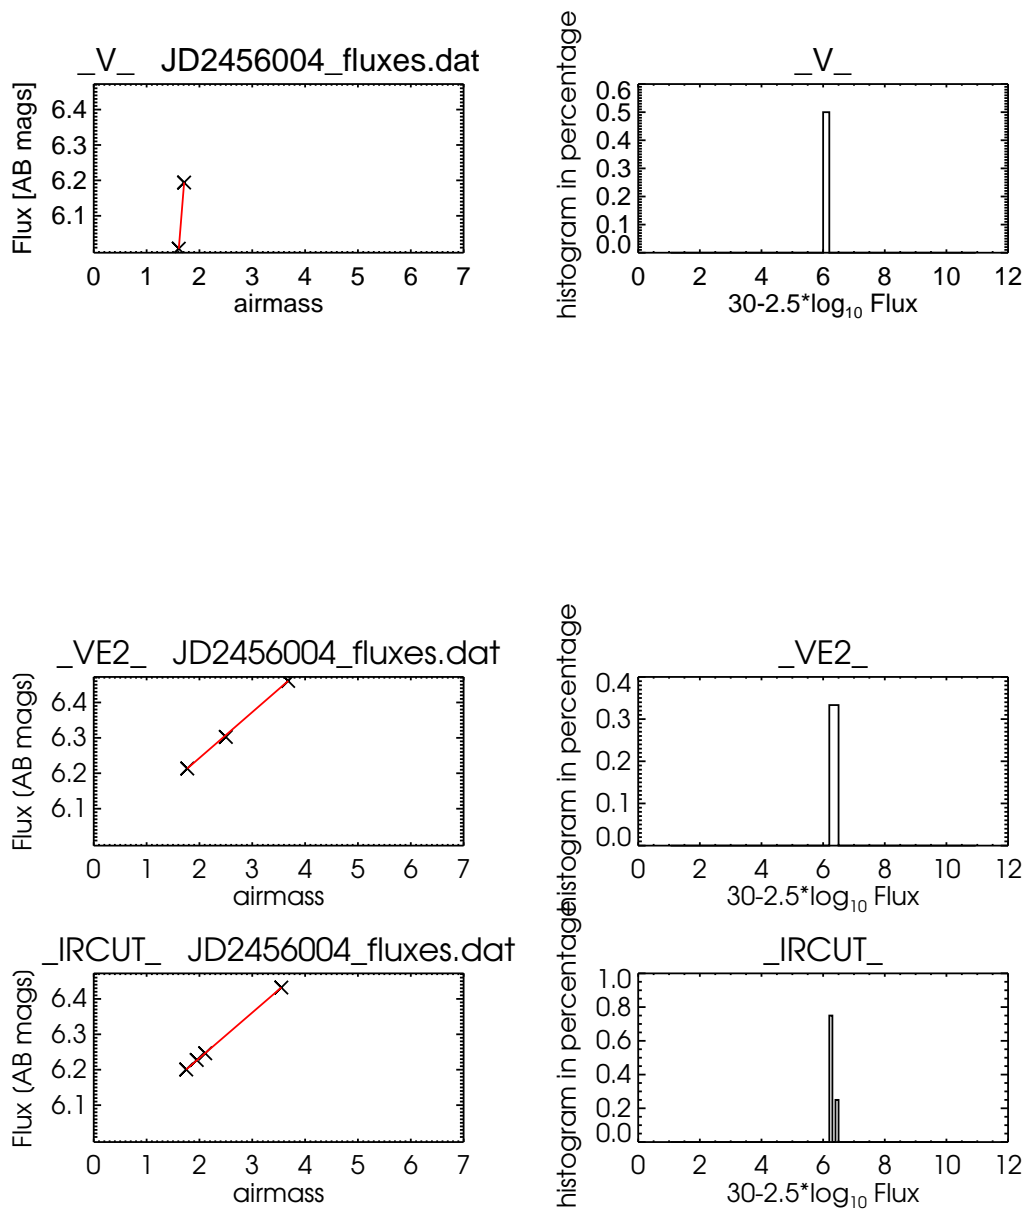 _V_ JD2456004_fluxes.dat
Flux [AB mags]
6.4
6.3
6.2
6.1
0 1 2 3 4 5 6 7
airmass
_V_
histogram in percentage
0.6
0.5
0.4
0.3
0.2
0.1
0.0
0 2 4 6 8 10 12
30-2.5*log₁₀ Flux
_VE2_ JD2456004_fluxes.dat
Flux (AB mags)
6.4
6.3
6.2
6.1
0 1 2 3 4 5 6 7
airmass
_VE2_
histogram in percentage
0.4
0.3
0.2
0.1
0.0
0 2 4 6 8 10 12
30-2.5*log₁₀ Flux
_IRCUT_ JD2456004_fluxes.dat
Flux (AB mags)
6.4
6.3
6.2
6.1
0 1 2 3 4 5 6 7
airmass
_IRCUT_
histogram in percentage
1.0
0.8
0.6
0.4
0.2
0.0
0 2 4 6 8 10 12
30-2.5*log₁₀ Flux